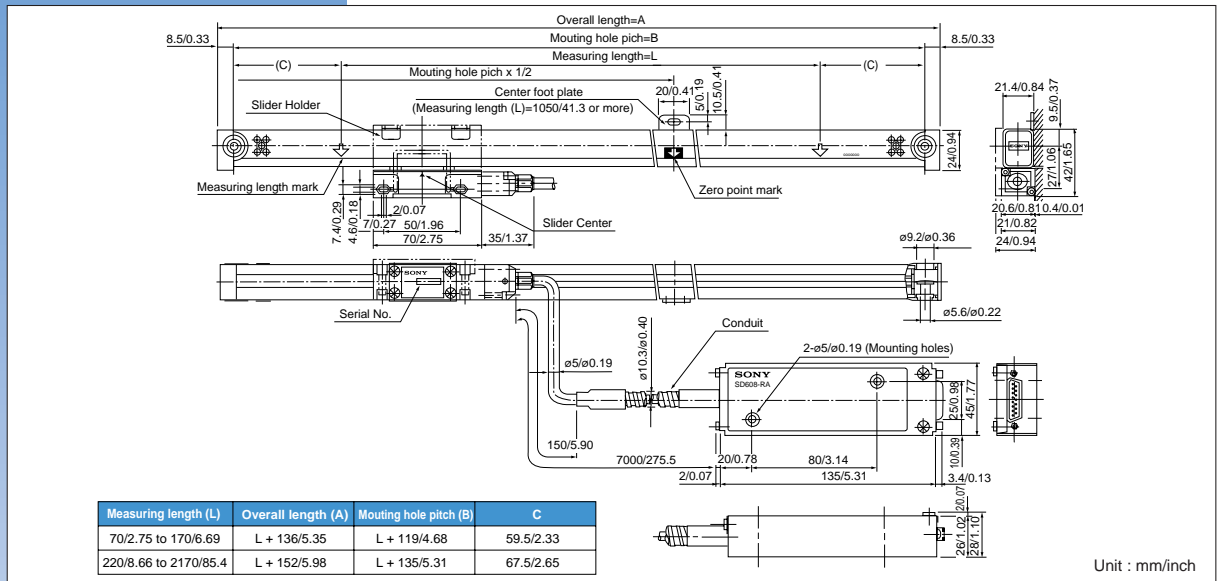 Overall length=A
8.5/0.33
Mouting hole pich=B
8.5/0.33
(C)
Measuring length=L
(C)
Mouting hole pich x 1/2
20/0.41
5/0.19
10.5/0.41
Center foot plate
(Measuring length (L)=1050/41.3 or more)
Slider Holder
21.4/0.84
9.5/0.37
24/0.94
27/1.06
42/1.65
Measuring length mark
Zero point mark
7.4/0.29
4.6/0.18
7/0.27
2/0.07
50/1.96
70/2.75
Slider Center
35/1.37
20.6/0.81
0.4/0.01
21/0.82
24/0.94
ø9.2/ø0.36
SONY
Serial No.
ø5.6/ø0.22
ø5/ø0.19
ø10.3/ø0.40
Conduit
2-ø5/ø0.19 (Mounting holes)
SONY
SD608-RA
25/0.98
45/1.77
10/0.39
150/5.90
7000/275.5
20/0.78
80/3.14
2/0.07
135/5.31
3.4/0.13
2/0.07
26/1.02
28/1.10
Measuring length (L) Overall length (A) Mouting hole pitch (B) C
70/2.75 to 170/6.69 L + 136/5.35 L + 119/4.68 59.5/2.33
220/8.66 to 2170/85.4 L + 152/5.98 L + 135/5.31 67.5/2.65
Unit : mm/inch